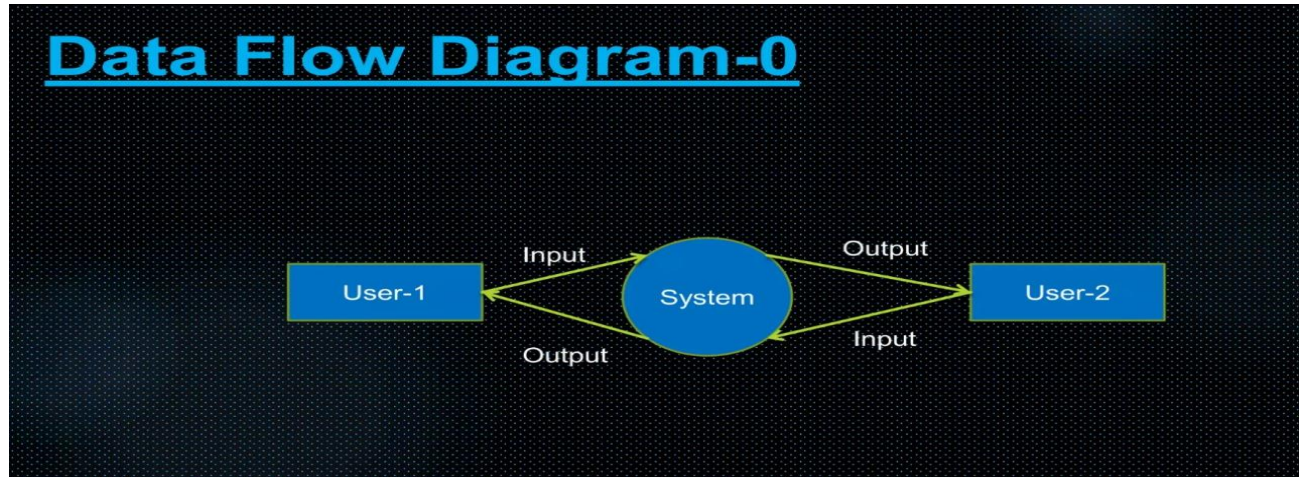 Data Flow Diagram-0
Input
Output
User-1
System
User-2
Output
Input